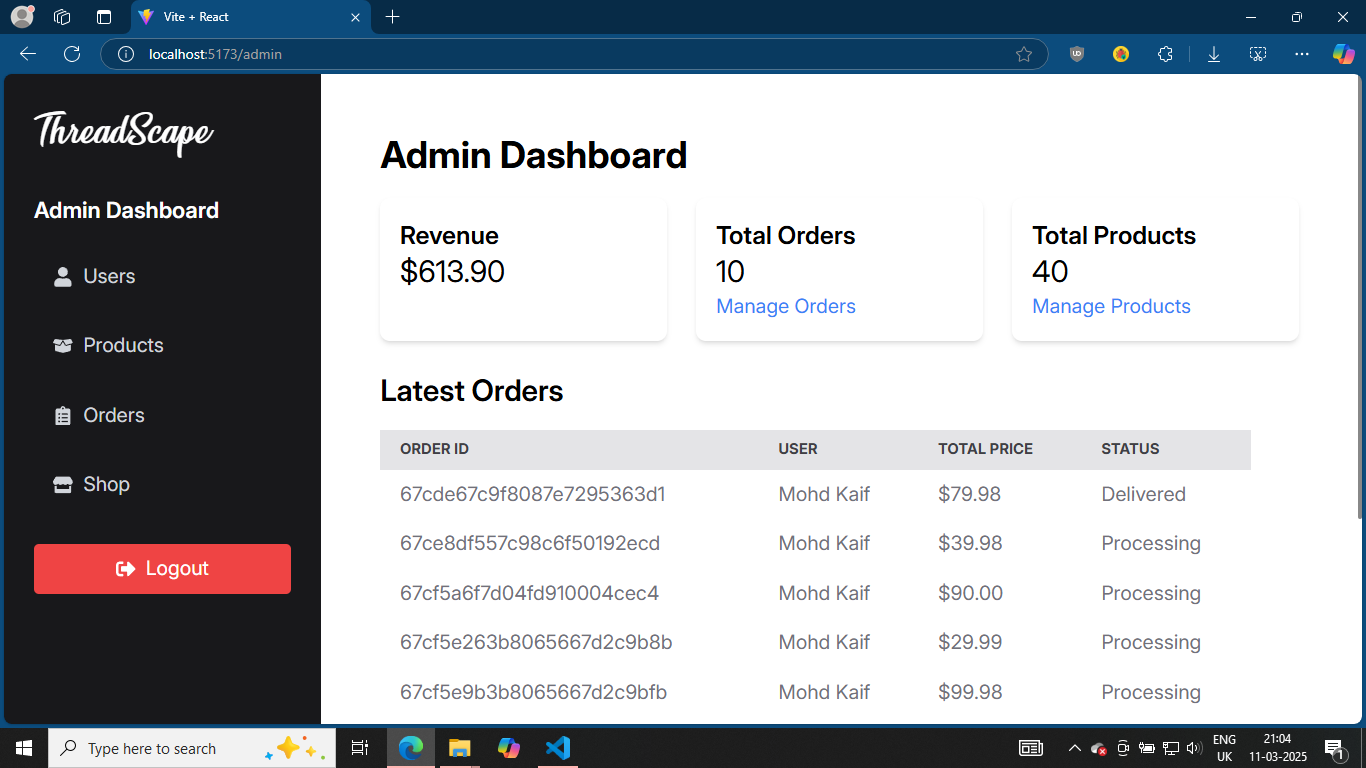 Vite + React
localhost:5173/admin
UD
ThreadScape
Admin Dashboard
Users
Products
Orders
Shop
Logout
Admin Dashboard
Revenue
$613.90
Total Orders
10
Manage Orders
Total Products
40
Manage Products
Latest Orders
ORDER ID USER TOTAL PRICE STATUS
67cde67c9f8087e7295363d1 Mohd Kaif $79.98 Delivered
67ce8df557c98c6f50192ecd Mohd Kaif $39.98 Processing
67cf5a6f7d04fd910004cec4 Mohd Kaif $90.00 Processing
67cf5e263b8065667d2c9b8b Mohd Kaif $29.99 Processing
67cf5e9b3b8065667d2c9bfb Mohd Kaif $99.98 Processing
Type here to search
ENG
UK
21:04
11-03-2025
1